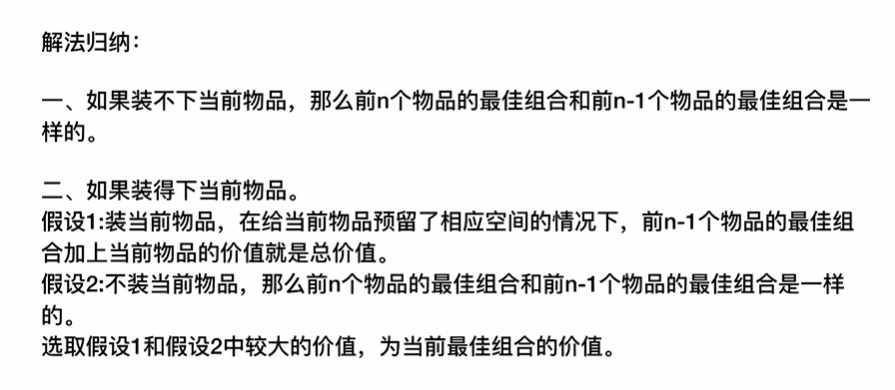 解法归纳：
一、如果装不下当前物品，那么前n个物品的最佳组合和前n-1个物品的最佳组合是一
样的。
二、如果装得下当前物品。
假设1:装当前物品，在给当前物品预留了相应空间的情况下，前n-1个物品的最佳组
合加上当前物品的价值就是总价值。
假设2:不装当前物品，那么前n个物品的最佳组合和前n-1个物品的最佳组合是一样
的。
选取假设1和假设2中较大的价值，为当前最佳组合的价值。